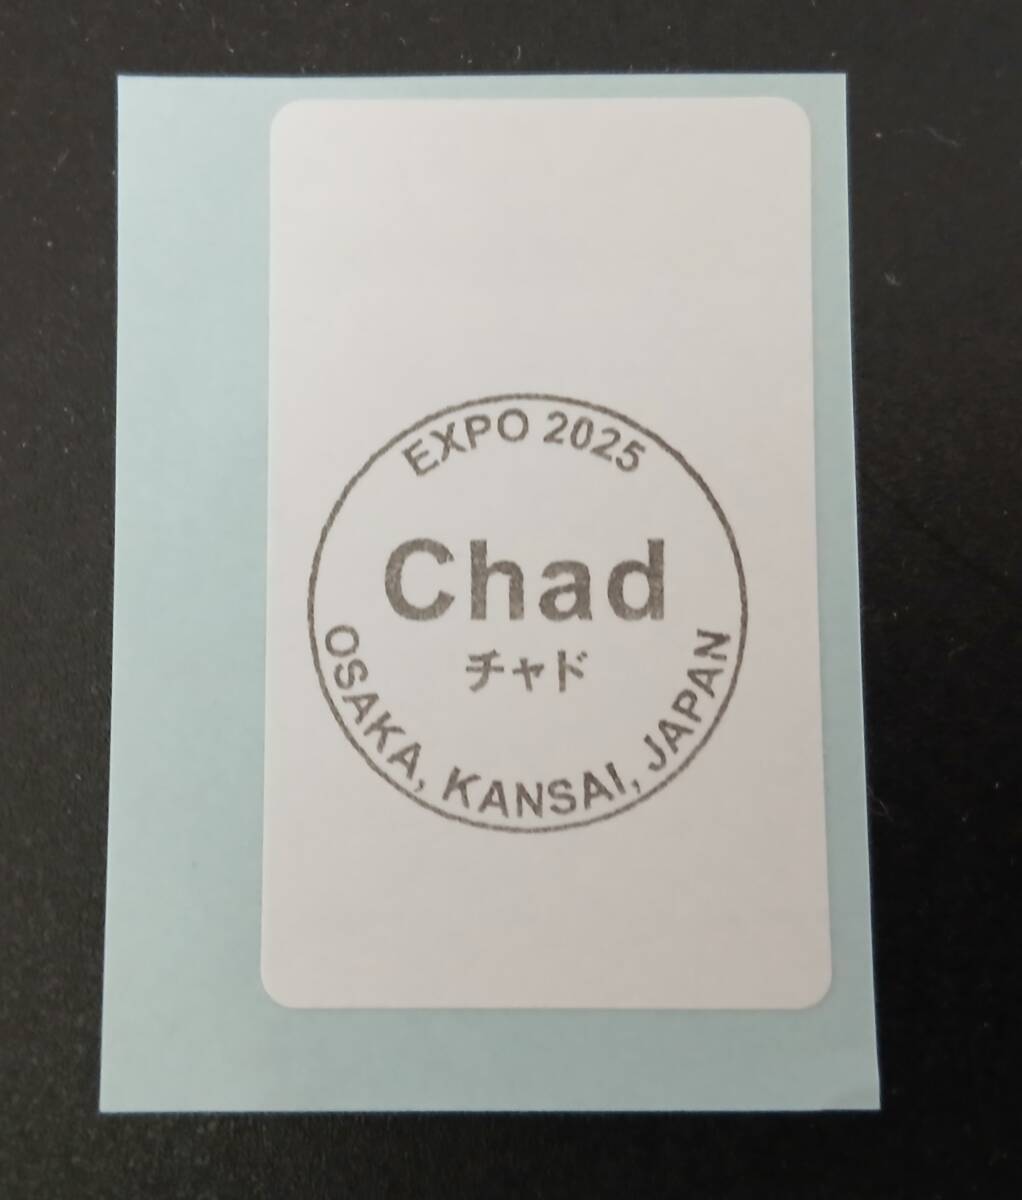 EXPO 2025
Chad
チャド
OSAKA, KANSAI, JAPAN